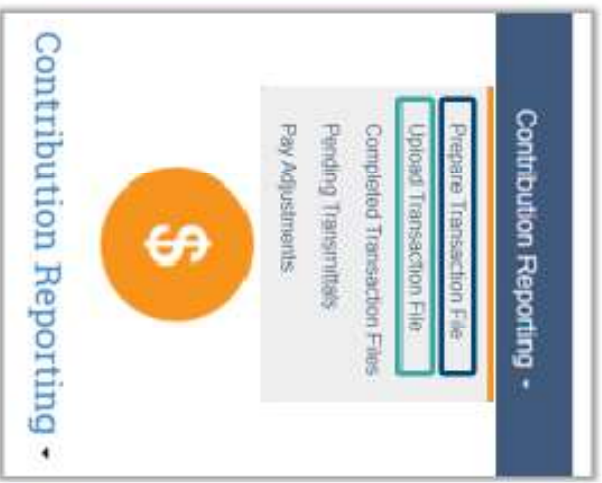 Contribution Reporting
Prepare Transaction File
Upload Transaction File
Completed Transaction Files
Pending Transmittals
Pay Adjustments
$
Contribution Reporting